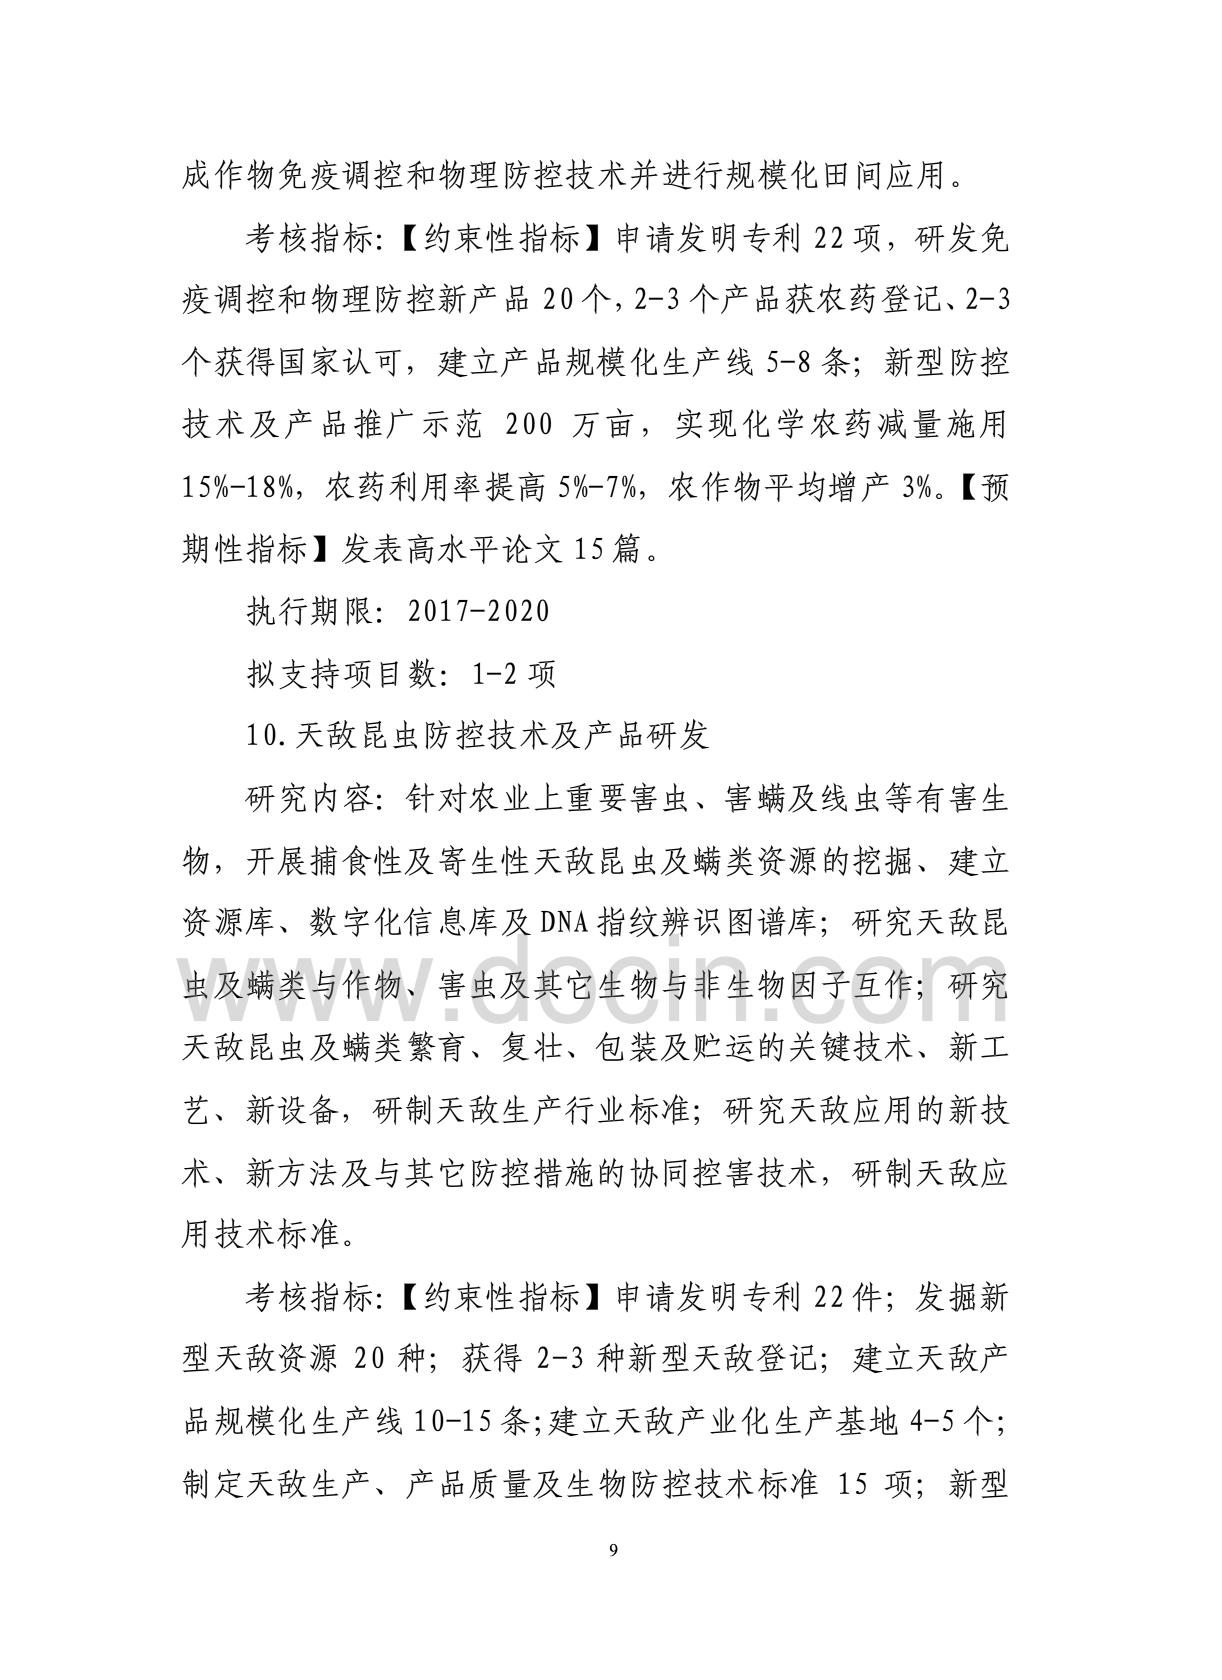 成作物免疫调控和物理防控技术并进行规模化田间应用。
考核指标：【约束性指标】申请发明专利 22 项，研发免
疫调控和物理防控新产品 20 个，2-3 个产品获农药登记、2-3
个获得国家认可，建立产品规模化生产线 5-8 条；新型防控
技术及产品推广示范 200 万亩，实现化学农药减量施用
15%-18%，农药利用率提高 5%-7%，农作物平均增产 3%。【预
期性指标】发表高水平论文 15 篇。
执行期限：2017-2020
拟支持项目数：1-2 项
10.天敌昆虫防控技术及产品研发
研究内容：针对农业上重要害虫、害螨及线虫等有害生
物，开展捕食性及寄生性天敌昆虫及螨类资源的挖掘、建立
资源库、数字化信息库及 DNA 指纹辨识图谱库；研究天敌昆
虫及螨类与作物、害虫及其它生物与非生物因子互作；研究
www.docin.com
天敌昆虫及螨类繁育、复壮、包装及贮运的关键技术、新工
艺、新设备，研制天敌生产行业标准；研究天敌应用的新技
术、新方法及与其它防控措施的协同控害技术，研制天敌应
用技术标准。
考核指标：【约束性指标】申请发明专利 22 件；发掘新
型天敌资源 20 种；获得 2-3 种新型天敌登记；建立天敌产
品规模化生产线 10-15 条；建立天敌产业化生产基地 4-5 个；
制定天敌生产、产品质量及生物防控技术标准 15 项；新型
9